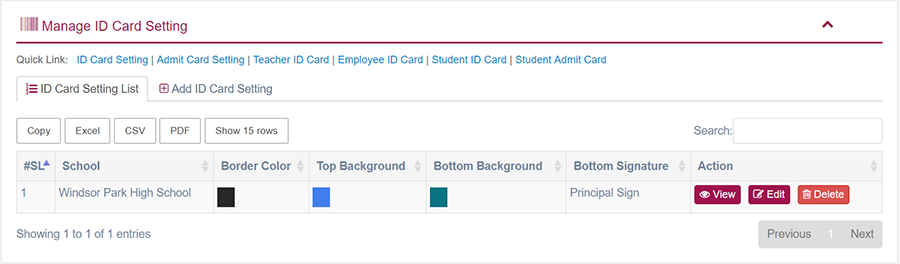 Manage ID Card Setting
Quick Link: ID Card Setting | Admit Card Setting | Teacher ID Card | Employee ID Card | Student ID Card | Student Admit Card
ID Card Setting List Add ID Card Setting
Copy Excel CSV PDF Show 15 rows Search:
#SL School Border Color Top Background Bottom Background Bottom Signature Action
1 Windsor Park High School Principal Sign View Edit Delete
Showing 1 to 1 of 1 entries Previous 1 Next